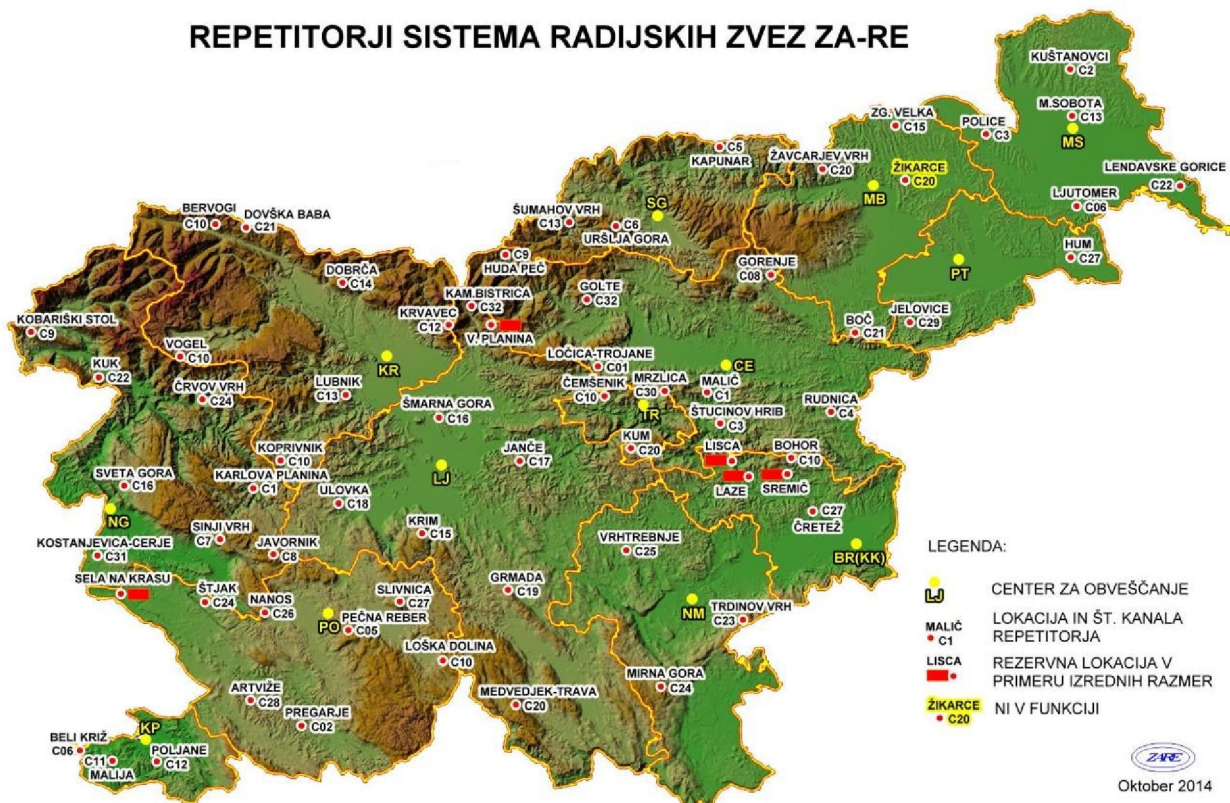 REPETITORJI SISTEMA RADIJSKIH ZVEZ ZA-RE
KUŠTANOVCI
C2
M.SOBOTA
C13
MS
ZG. VELKA
C15
POLICE
C3
C5
KAPUNAR
ŽAVCARJEV VRH
C20
ŽIKARCE
C20
MB
LENDAVSKE GORICE
C22
LJUTOMER
C06
HUM
C27
BERVOGI
C10
DOVŠKA BABA
C21
ŠUMAHOV VRH
C13
C6
URŠLJA GORA
SG
C9
HUDA PEČ
GORENJE
C08
PT
DOBRČA
C14
KAM.BISTRICA
C32
GOLTE
C32
KRVAVEC
C12
V. PLANINA
BOČ
C21
JELOVICE
C29
KOBARIŠKI STOL
C9
VOGEL
C10
KUK
C22
ČRVOV VRH
C24
KR
LUBNIK
C13
LOČICA-TROJANE
C01
ČEMŠENIK
C10
MRZLICA
C30
TR
CE
MALIČ
C1
ŠTUCINOV HRIB
C3
RUDNICA
C4
ŠMARNA GORA
C16
KUM
C20
LISCA
BOHOR
C10
LAZE
SREMIČ
C27
ČRETEŽ
BR(KK)
JANČE
C17
LJ
KOPRIVNIK
C10
KARLOVA PLANINA
C1
SVETA GORA
C16
NG
ULOVKA
C18
KRIM
C15
SINJI VRH
C7
JAVORNIK
C8
KOSTANJEVICA-CERJE
C31
SELA NA KRASU
ŠTJAK
C24
NANOS
C26
SLIVNICA
C27
PO
PEČNA REBER
C05
LOŠKA DOLINA
C10
GRMADA
C19
VRHTREBNJE
C25
NM
TRDINOV VRH
C23
MIRNA GORA
C24
MEDVEDJEK-TRAVA
C20
ARTVIŽE
C28
PREGARJE
C02
KP
BELI KRIŽ
C06
C11
MALIJA
POLJANE
C12
LEGENDA:
LJ
CENTER ZA OBVEŠČANJE
MALIČ
C1
LOKACIJA IN ŠT. KANALA
REPETITORJA
LISCA
REZERVNA LOKACIJA V
PRIMERU IZREDNIH RAZMER
ŽIKARCE
C20
NI V FUNKCIJI
ZARE
Oktober 2014